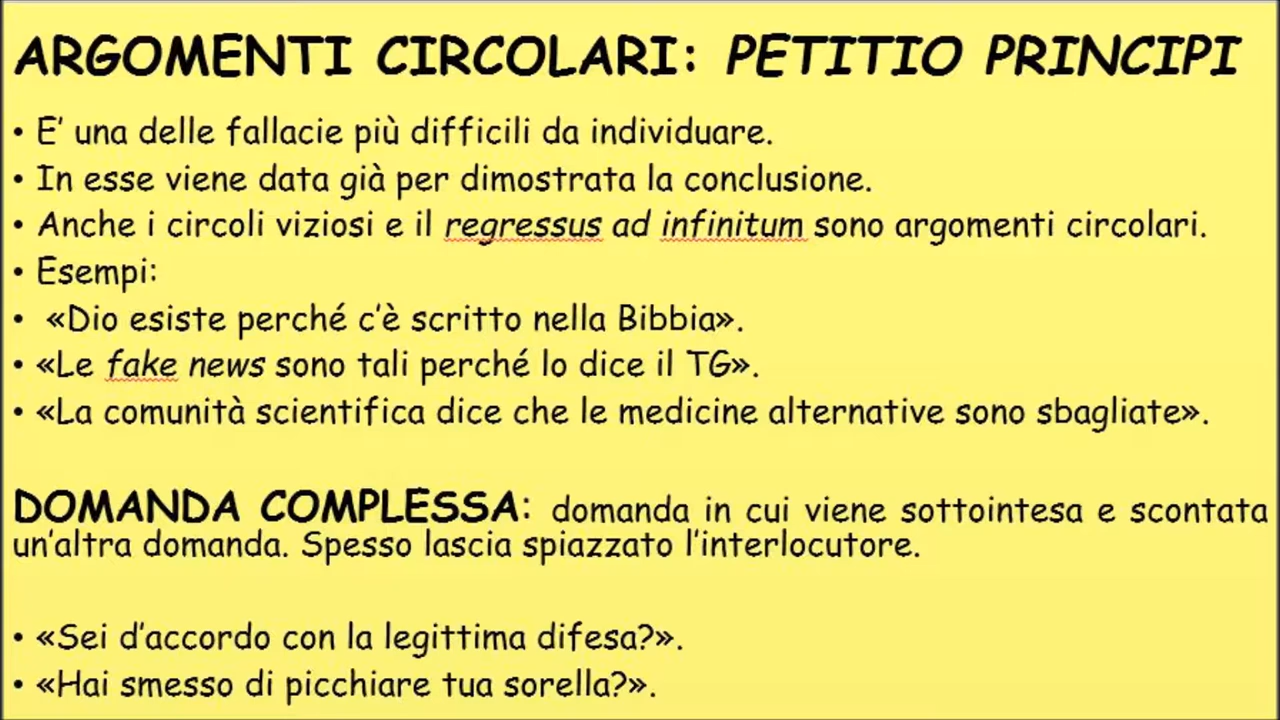 ARGOMENTI CIRCOLARI: PETITIO PRINCIPI
• E' una delle fallacie più difficili da individuare.
• In esse viene data già per dimostrata la conclusione.
• Anche i circoli viziosi e il regressus ad infinitum sono argomenti circolari.
• Esempi:
• «Dio esiste perché c'è scritto nella Bibbia».
• «Le fake news sono tali perché lo dice il TG».
• «La comunità scientifica dice che le medicine alternative sono sbagliate».
DOMANDA COMPLESSA: domanda in cui viene sottointesa e scontata
un'altra domanda. Spesso lascia spiazzato l'interlocutore.
• «Sei d'accordo con la legittima difesa?».
• «Hai smesso di picchiare tua sorella?».